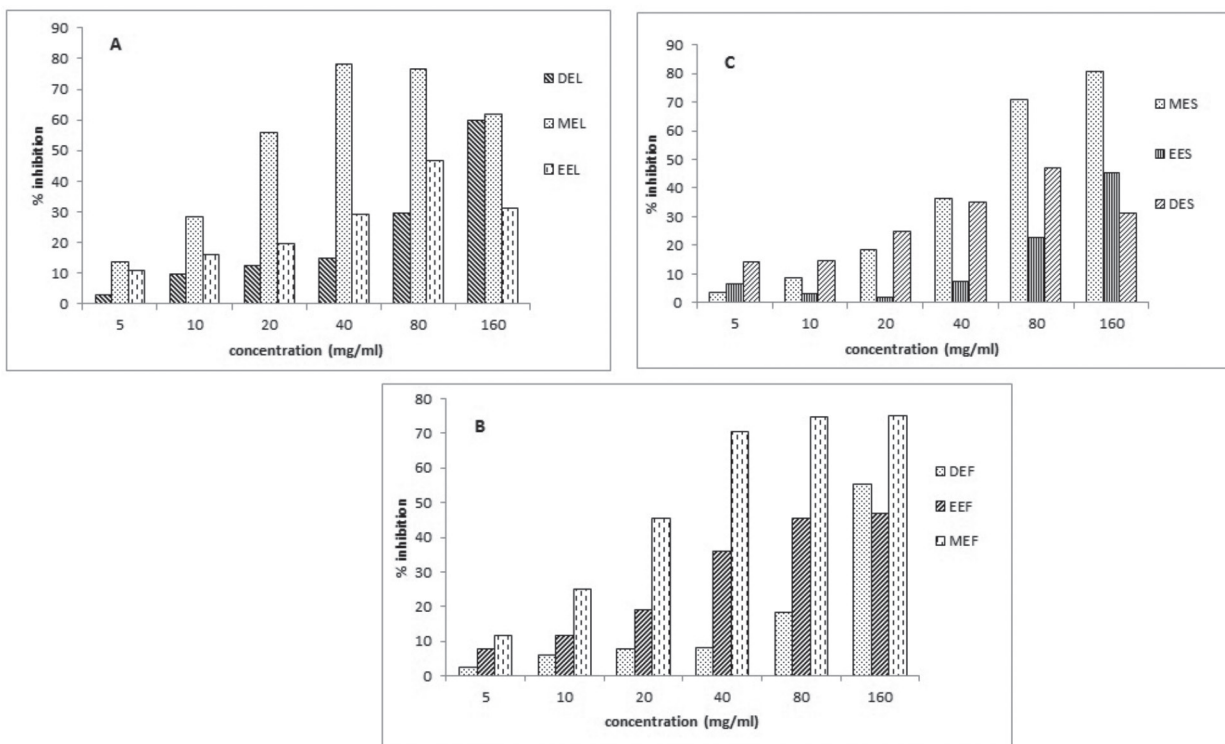 A
% inhibition
90
80
70
60
50
40
30
20
10
0
5 10 20 40 80 160
concentration (mg/ml)
DEL
MEL
EEL
C
% inhibition
90
80
70
60
50
40
30
20
10
0
5 10 20 40 80 160
concentration (mg/ml)
MES
EES
DES
B
% inhibition
80
70
60
50
40
30
20
10
0
5 10 20 40 80 160
concentration (mg/ml)
DEF
EEF
MEF